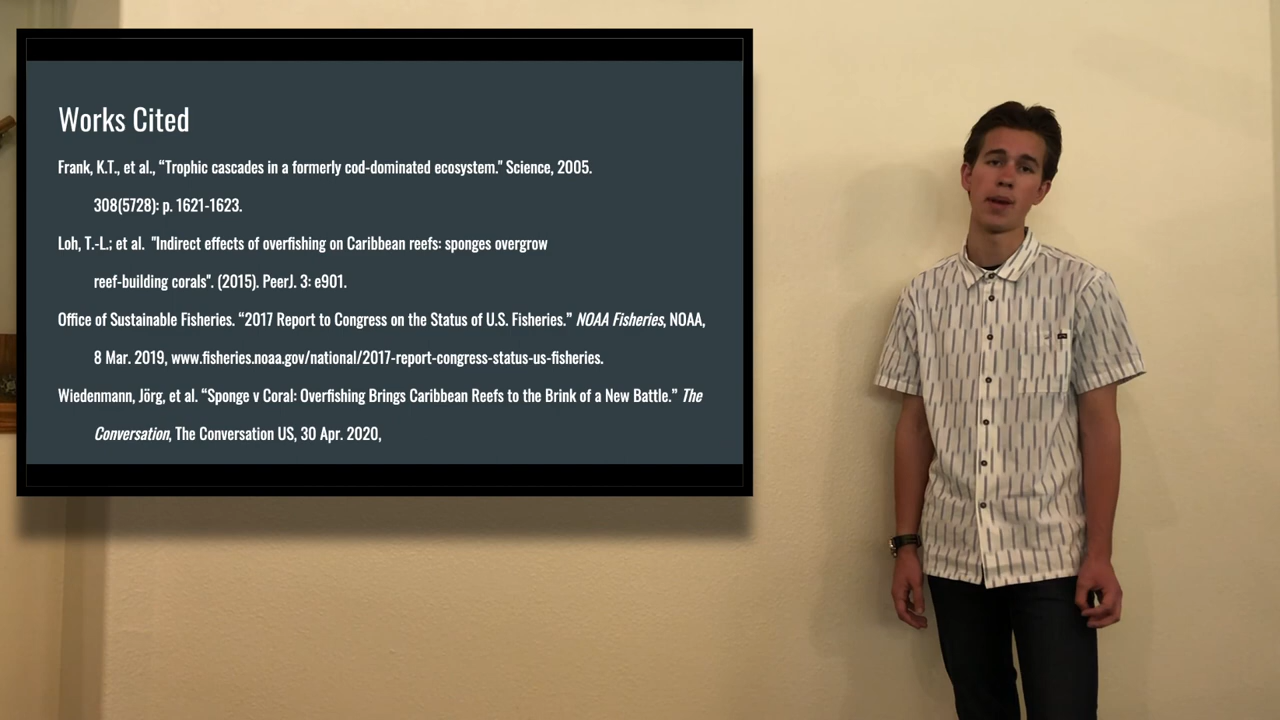 Works Cited
Frank, K.T., et al., “Trophic cascades in a formerly cod-dominated ecosystem." Science, 2005.
308(5728): p. 1621-1623.
Loh, T.-L.; et al. "Indirect effects of overfishing on Caribbean reefs: sponges overgrow
reef-building corals". (2015). PeerJ. 3: e901.
Office of Sustainable Fisheries. “2017 Report to Congress on the Status of U.S. Fisheries.” NOAA Fisheries, NOAA,
8 Mar. 2019, www.fisheries.noaa.gov/national/2017-report-congress-status-us-fisheries.
Wiedenmann, Jörg, et al. “Sponge v Coral: Overfishing Brings Caribbean Reefs to the Brink of a New Battle.” The
Conversation, The Conversation US, 30 Apr. 2020,